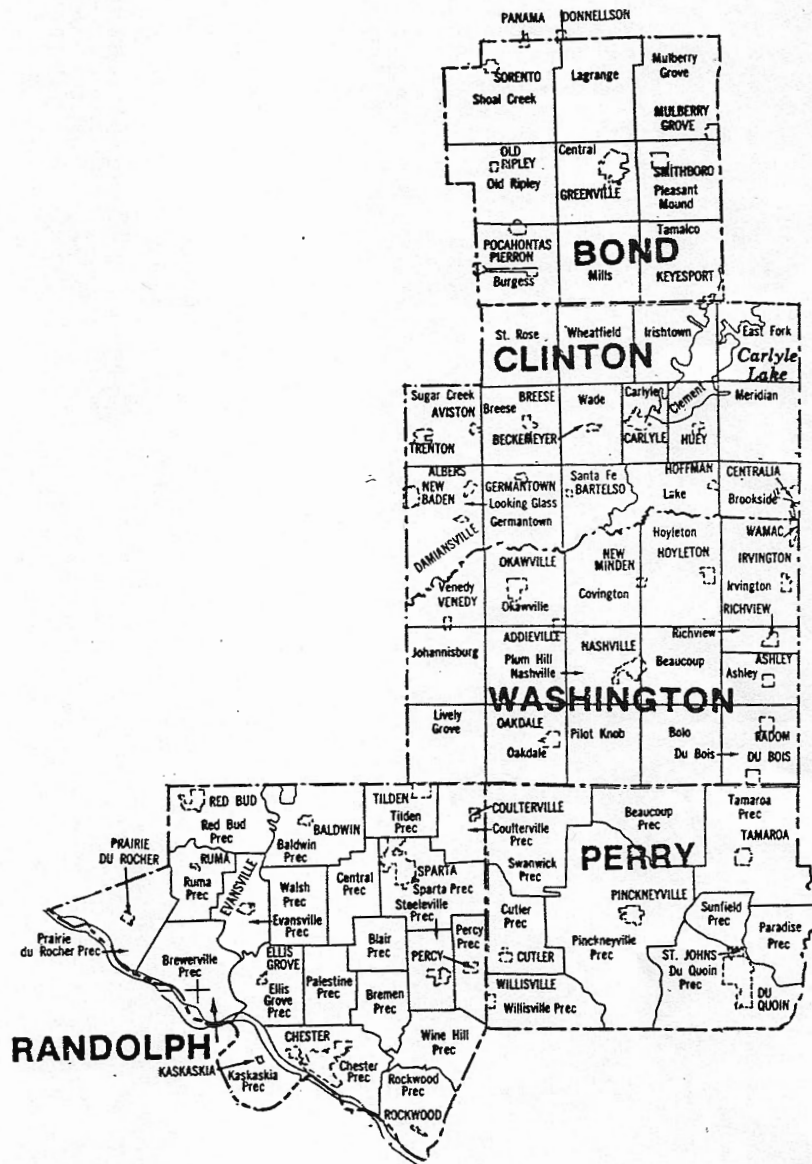 PANAMA DONNELLSON
SORENTO
Shoal Creek
Lagrange
Mulberry
Grove
MULBERRY
GROVE
OLD
RIPLEY
Old Ripley
Central
GREENVILLE
SMITHBORO
Pleasant
Mound
POCAHONTAS
PIERRON
Burgess
BOND
Mills
Tamalco
KEYESPORT
St. Rose
Wheatfield
Irishtown
East Fork
CLINTON
Carlyle
Lake
Sugar Creek
AVISTON
TRENTON
Breese
BREESE
BECKEMEYER
Wade
Carlyle
CARLYLE
Clement
HUEY
Meridian
ALBERS
NEW
BADEN
DAMIANSVILLE
GERMANTOWN
Looking Glass
Germantown
Santa Fe
BARTELSO
HOFFMAN
Lake
CENTRALIA
Brookside
WAMAC
Venedy
VENEDY
OKAWVILLE
Okawville
NEW
MINDEN
Covington
Hoyleton
HOYLETON
IRVINGTON
Irvington
RICHVIEW
Johannisburg
ADDIEVILLE
Plum Hill
Nashville
NASHVILLE
Richview
Beaucoup
ASHLEY
Ashley
WASHINGTON
Lively
Grove
OAKDALE
Oakdale
Pilot Knob
Bolo
Du Bois
RADOM
DU BOIS
RED BUD
Red Bud
Prec
BALDWIN
Baldwin
Prec
TILDEN
Tilden
Prec
COULTERVILLE
Coulterville
Prec
Beaucoup
Prec
Tamaroa
Prec
TAMAROA
PERRY
PRAIRIE
DU ROCHER
RUMA
Ruma
Prec
EVANSVILLE
Walsh
Prec
Evansville
Prec
Central
Prec
SPARTA
Sparta Prec
Steeleville
Prec
Swanwick
Prec
Cutler
Prec
CUTLER
PINCKNEYVILLE
Pinckneyville
Prec
Sunfield
Prec
Paradise
Prec
ST. JOHNS
Du Quoin
Prec
DU
QUOIN
Prairie
du Rocher Prec
Brewerville
Prec
ELLIS
GROVE
Ellis
Grove
Prec
Palestine
Prec
Blair
Prec
Bremen
Prec
PERCY
Percy
Prec
WILLISVILLE
Willisville Prec
RANDOLPH
KASKASKIA
Kaskaskia
Prec
CHESTER
Chester
Prec
Wine Hill
Prec
Rockwood
Prec
ROCKWOOD